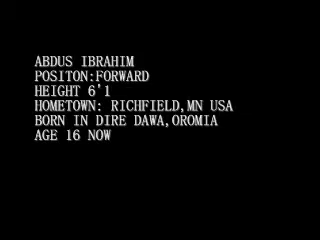 ABDUS IBRAHIM
POSITON:FORWARD
HEIGHT 6'1
HOMETOWN: RICHFIELD,MN USA
BORN IN DIRE DAWA,OROMIA
AGE 16 NOW